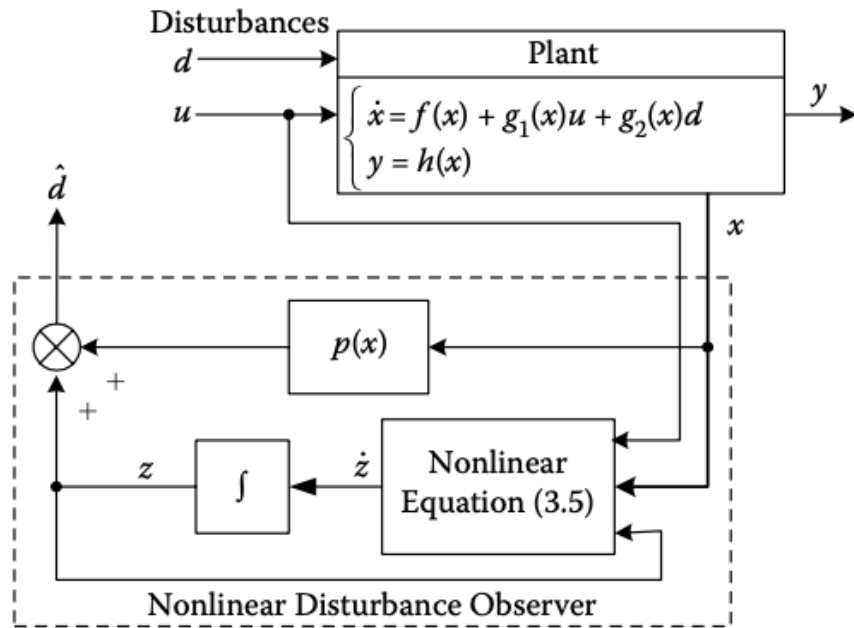 Disturbances
d
Plant
u
ẋ = f(x) + g₁(x)u + g₂(x)d
y = h(x)
y
d̂
x
p(x)
+
+
z
∫
ż
Nonlinear
Equation (3.5)
Nonlinear Disturbance Observer